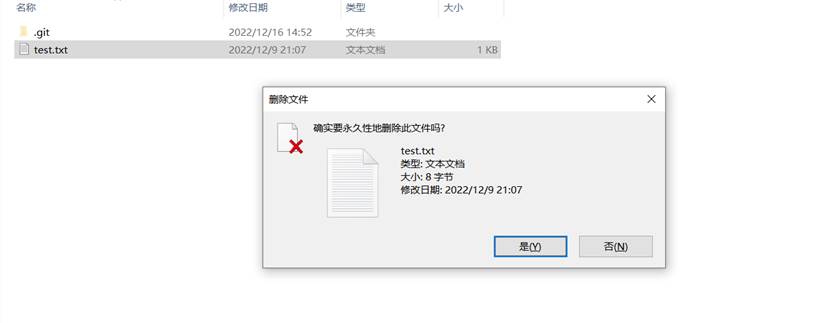 名称 修改日期 类型 大小
.git 2022/12/16 14:52 文件夹
test.txt 2022/12/9 21:07 文本文档 1 KB
删除文件
确实要永久性地删除此文件吗?
test.txt
类型: 文本文档
大小: 8 字节
修改日期: 2022/12/9 21:07
是(Y) 否(N)